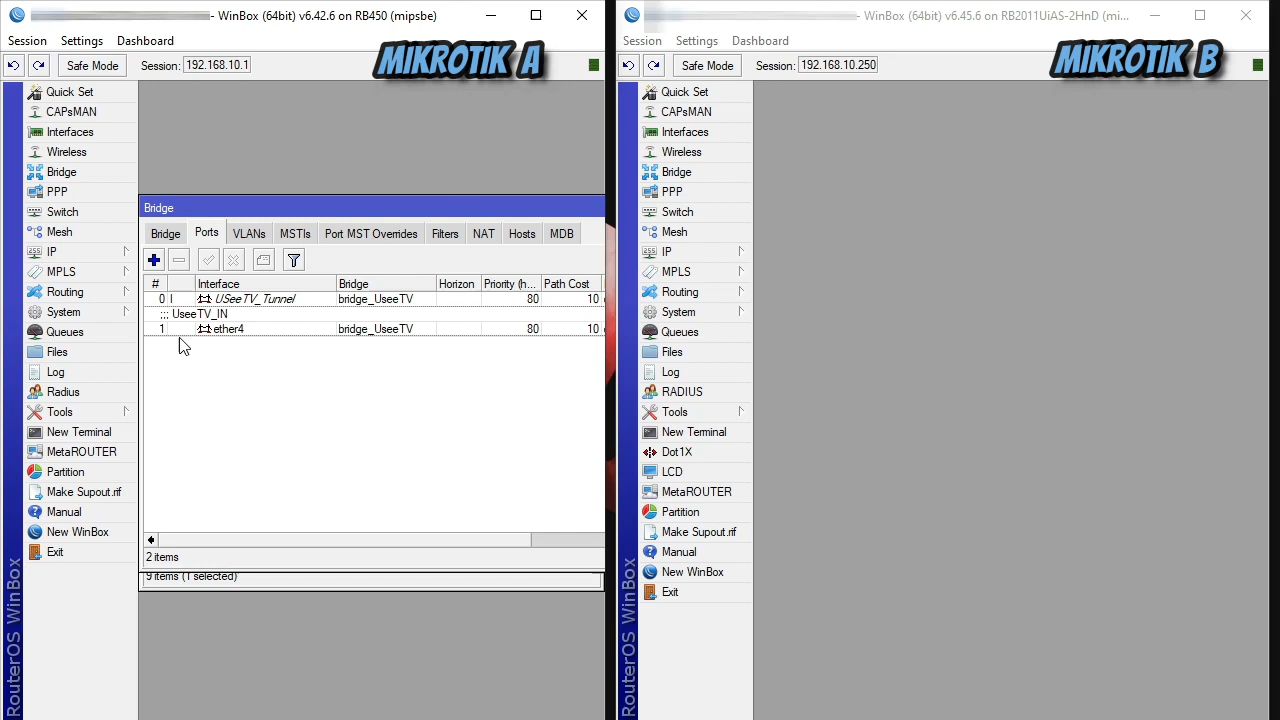 - WinBox (64bit) v6.42.6 on RB450 (mipsbe)
Session Settings Dashboard
Safe Mode Session: 192.168.10.1
MIKROTIK A
Quick Set
CAPsMAN
Interfaces
Wireless
Bridge
PPP
Switch
Mesh
IP
MPLS
Routing
System
Queues
Files
Log
Radius
Tools
New Terminal
MetaROUTER
Partition
Make Supout.rif
Manual
New WinBox
Exit
RouterOS WinBox
Bridge
Bridge Ports VLANs MSTIs Port MST Overrides Filters NAT Hosts MDB
# Interface Bridge Horizon Priority (h... Path Cost
0 I USeeTV_Tunnel bridge_UseeTV 80 10
;;; UseeTV_IN
1 ether4 bridge_UseeTV 80 10
2 items
9 items (1 selected)
- WinBox (64bit) v6.45.6 on RB2011UiAS-2HnD (mi...
Session Settings Dashboard
Safe Mode Session: 192.168.10.250
MIKROTIK B
Quick Set
CAPsMAN
Interfaces
Wireless
Bridge
PPP
Switch
Mesh
IP
MPLS
Routing
System
Queues
Files
Log
RADIUS
Tools
New Terminal
Dot1X
LCD
MetaROUTER
Partition
Make Supout.rif
Manual
New WinBox
Exit
RouterOS WinBox